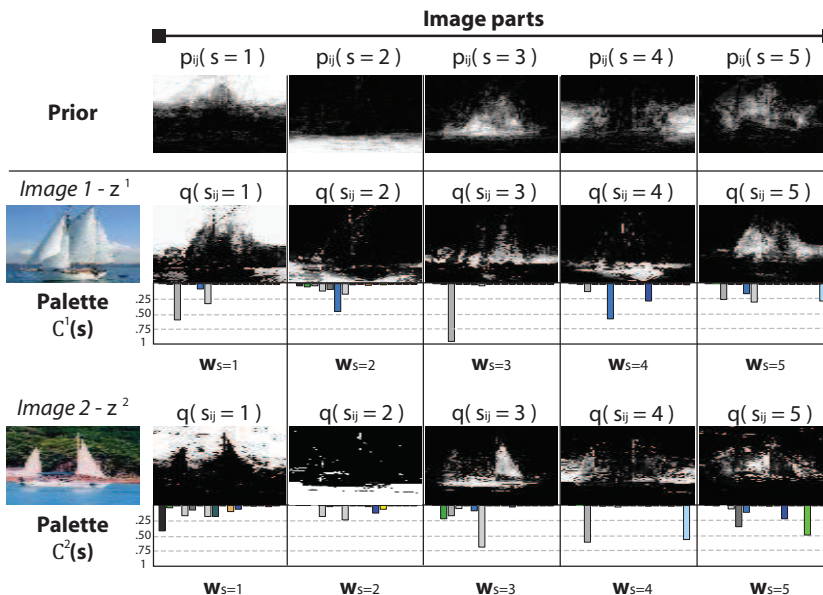 Image parts
pij( s = 1 ) pij( s = 2 ) pij( s = 3 ) pij( s = 4 ) pij( s = 5 )
Prior
Image 1 - z 1 q( sij = 1 ) q( sij = 2 ) q( sij = 3 ) q( sij = 4 ) q( sij = 5 )
Palette
C1(s)
.25
.50
.75
1
Ws=1 Ws=2 Ws=3 Ws=4 Ws=5
Image 2 - z 2 q( sij = 1 ) q( sij = 2 ) q( sij = 3 ) q( sij = 4 ) q( sij = 5 )
Palette
C2(s)
.25
.50
.75
1
Ws=1 Ws=2 Ws=3 Ws=4 Ws=5